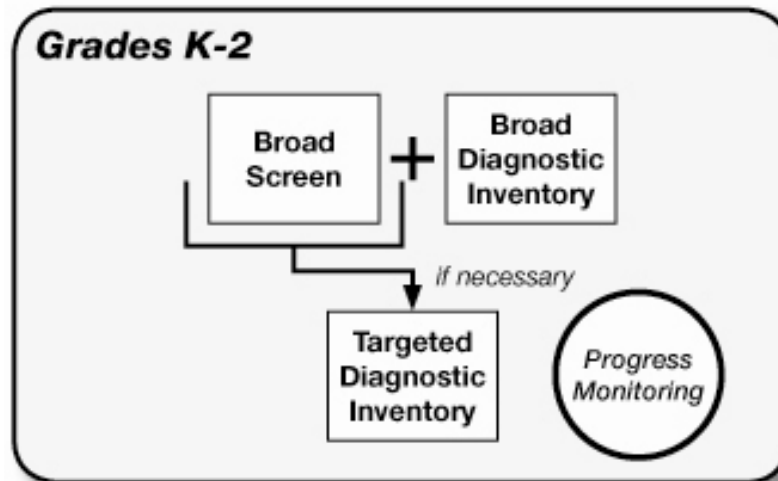 Grades K-2
Broad
Screen
+
Broad
Diagnostic
Inventory
if necessary
Targeted
Diagnostic
Inventory
Progress
Monitoring